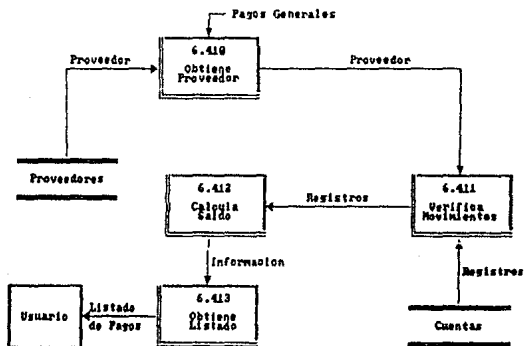 Pagos Generales
6.410
Obtiene
Proveedor
Proveedor
Proveedor
Proveedores
6.412
Calcula
Saldo
Registros
6.411
Verifica
Movimientos
Informacion
Registros
6.413
Obtiene
Listado
Listado
de Pagos
Usuario
Cuentas